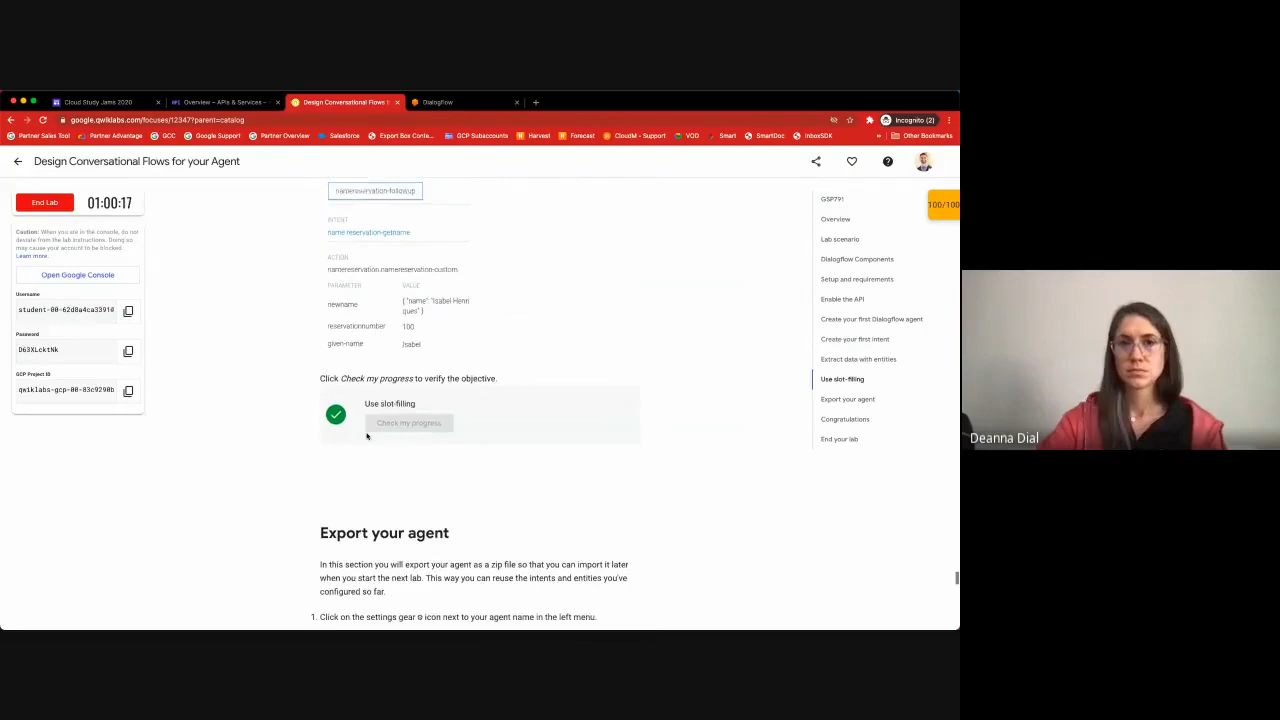 Cloud Study Jams 2020
Overview – APIs & Services –
Design Conversational Flows f
Dialogflow
google.qwiklabs.com/focuses/12347?parent=catalog
Incognito (2)
Partner Sales Tool
Partner Advantage
GCC
Google Support
Partner Overview
Salesforce
Export Box Conte...
GCP Subaccounts
Harvest
Forecast
CloudM - Support
VOD
Smart
SmartDoc
InboxSDK
»
Other Bookmarks
Design Conversational Flows for your Agent
End Lab
01:00:17
Caution: When you are in the console, do not
deviate from the lab instructions. Doing so
may cause your account to be blocked.
Learn more.
Open Google Console
Username
student-00-62d8a4ca3391@
Password
D63XLcktNk
GCP Project ID
qwiklabs-gcp-00-83c9290b
namereservation-followup
INTENT
name reservation-getname
ACTION
namereservation.namereservation-custom
PARAMETER VALUE
newname { "name": "Isabel Henri
ques" }
reservationnumber 100
given-name Isabel
Click Check my progress to verify the objective.
Use slot-filling
Check my progress
Export your agent
In this section you will export your agent as a zip file so that you can import it later
when you start the next lab. This way you can reuse the intents and entities you've
configured so far.
1. Click on the settings gear icon next to your agent name in the left menu.
100/100
GSP791
Overview
Lab scenario
Dialogflow Components
Setup and requirements
Enable the API
Create your first Dialogflow agent
Create your first intent
Extract data with entities
Use slot-filling
Export your agent
Congratulations
End your lab
Deanna Dial